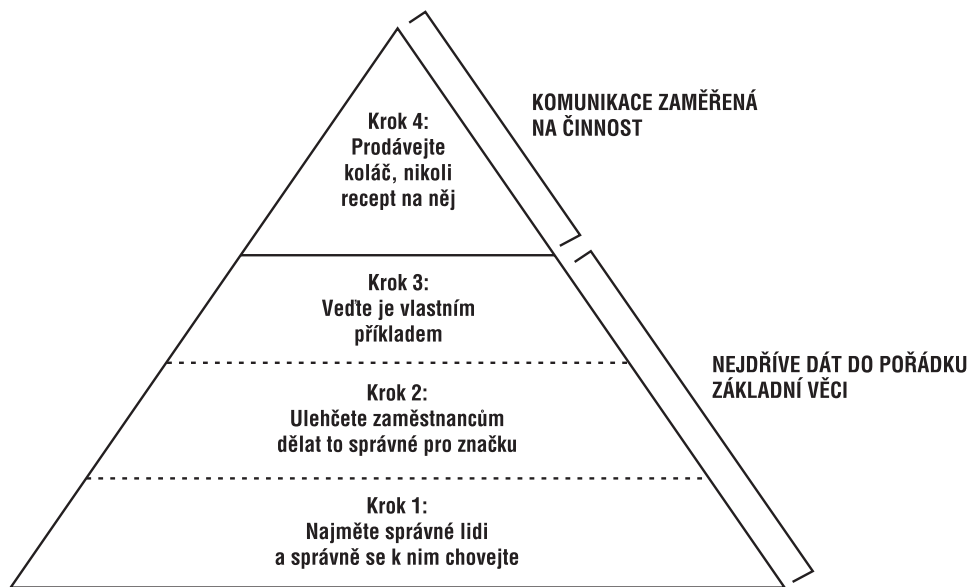 KOMUNIKACE ZAMĚŘENÁ
NA ČINNOST
Krok 4:
Prodávejte
koláč, nikoli
recept na něj
Krok 3:
Veďte je vlastním
příkladem
NEJDŘÍVE DÁT DO POŘÁDKU
ZÁKLADNÍ VĚCI
Krok 2:
Ulehčete zaměstnancům
dělat to správné pro značku
Krok 1:
Najměte správné lidi
a správně se k nim chovejte